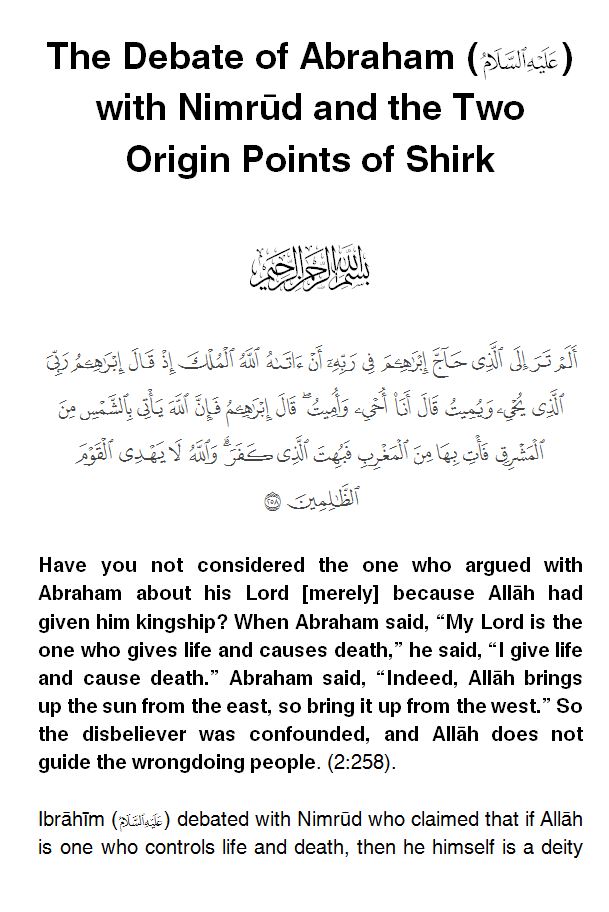 The Debate of Abraham (عَلَيْهِ ٱلسَّلَامُ)
with Nimrūd and the Two
Origin Points of Shirk
بِسْمِ ٱللَّهِ ٱلرَّحْمَٰنِ ٱلرَّحِيمِ
أَلَمْ تَرَ إِلَى ٱلَّذِى حَآجَّ إِبْرَٰهِـۧمَ فِى رَبِّهِۦٓ أَنْ ءَاتَىٰهُ ٱللَّهُ ٱلْمُلْكَ إِذْ قَالَ إِبْرَٰهِـۧمُ رَبِّىَ
ٱلَّذِى يُحْىِۦ وَيُمِيتُ قَالَ أَنَا۠ أُحْىِۦ وَأُمِيتُ ۖ قَالَ إِبْرَٰهِـۧمُ فَإِنَّ ٱللَّهَ يَأْتِى بِٱلشَّمْسِ مِنَ
ٱلْمَشْرِقِ فَأْتِ بِهَا مِنَ ٱلْمَغْرِبِ فَبُهِتَ ٱلَّذِى كَفَرَ ۗ وَٱللَّهُ لَا يَهْدِى ٱلْقَوْمَ
ٱلظَّٰلِمِينَ ٢٥٨
Have you not considered the one who argued with
Abraham about his Lord [merely] because Allāh had
given him kingship? When Abraham said, “My Lord is the
one who gives life and causes death,” he said, “I give life
and cause death.” Abraham said, “Indeed, Allāh brings
up the sun from the east, so bring it up from the west.” So
the disbeliever was confounded, and Allāh does not
guide the wrongdoing people. (2:258).
Ibrāhīm (عَلَيْهِ ٱلسَّلَامُ) debated with Nimrūd who claimed that if Allāh
is one who controls life and death, then he himself is a deity